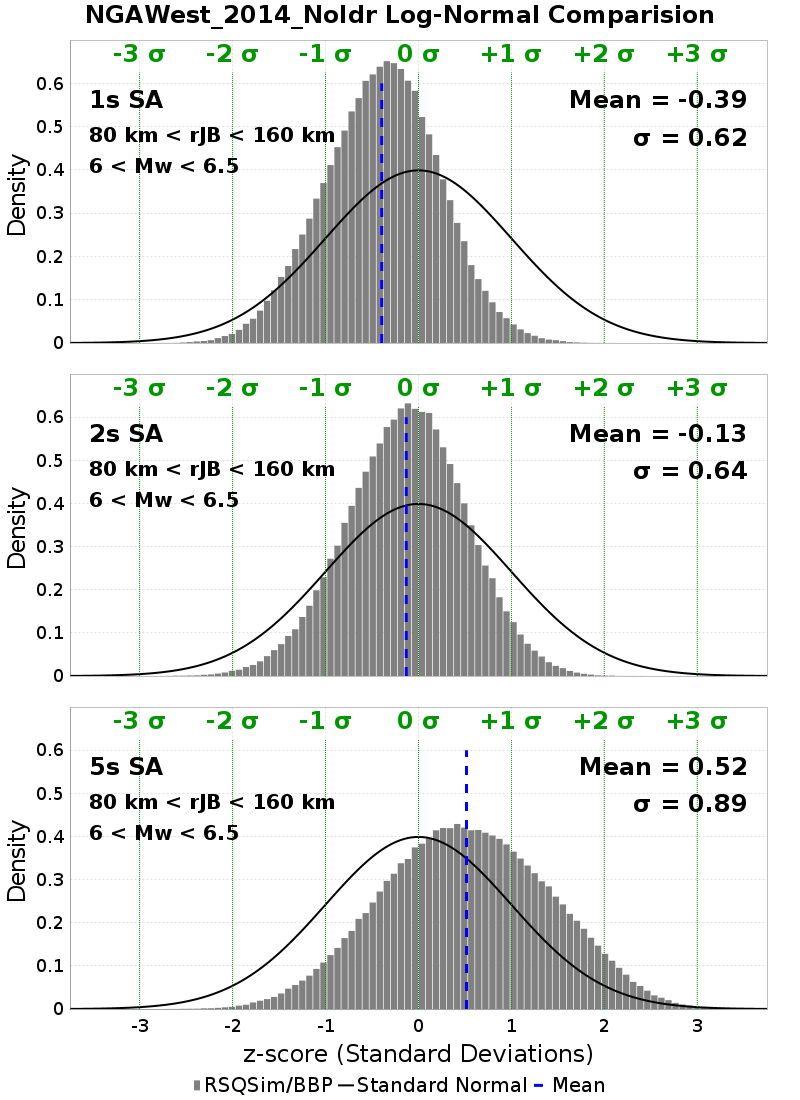 NGAWest_2014_NoIdr Log-Normal Comparision
-3 σ -2 σ -1 σ 0 σ +1 σ +2 σ +3 σ
1s SA
80 km < rJB < 160 km
6 < Mw < 6.5
Mean = -0.39
σ = 0.62
Density
0.6
0.5
0.4
0.3
0.2
0.1
0
-3 σ -2 σ -1 σ 0 σ +1 σ +2 σ +3 σ
2s SA
80 km < rJB < 160 km
6 < Mw < 6.5
Mean = -0.13
σ = 0.64
Density
0.6
0.5
0.4
0.3
0.2
0.1
0
-3 σ -2 σ -1 σ 0 σ +1 σ +2 σ +3 σ
5s SA
80 km < rJB < 160 km
6 < Mw < 6.5
Mean = 0.52
σ = 0.89
Density
0.6
0.5
0.4
0.3
0.2
0.1
0
-3 -2 -1 0 1 2 3
z-score (Standard Deviations)
RSQSim/BBP Standard Normal Mean